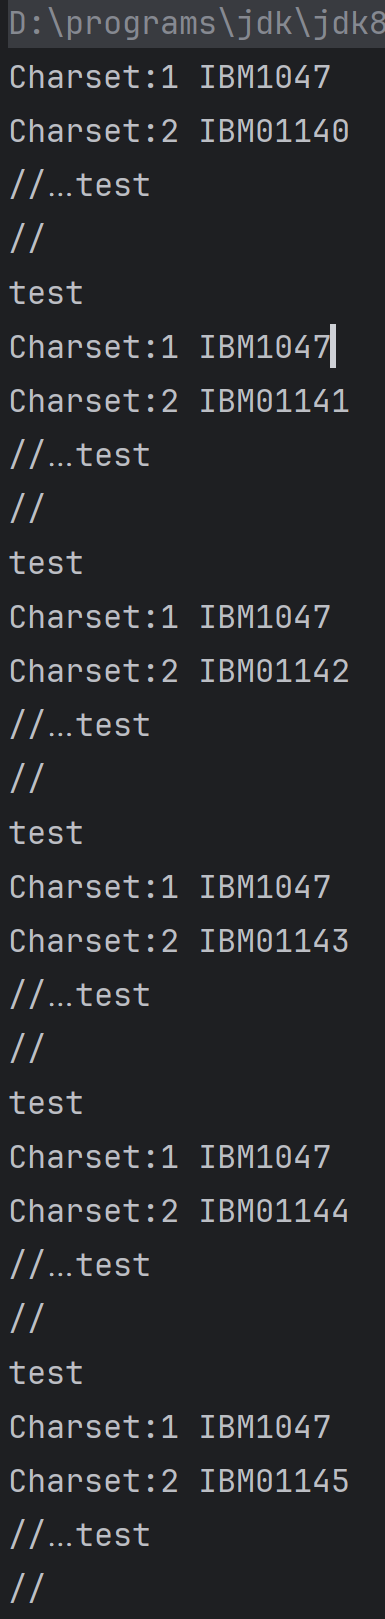 D:\programs\jdk\jdk8
Charset:1 IBM1047
Charset:2 IBM01140
//…test
//
test
Charset:1 IBM1047
Charset:2 IBM01141
//…test
//
test
Charset:1 IBM1047
Charset:2 IBM01142
//…test
//
test
Charset:1 IBM1047
Charset:2 IBM01143
//…test
//
test
Charset:1 IBM1047
Charset:2 IBM01144
//…test
//
test
Charset:1 IBM1047
Charset:2 IBM01145
//…test
//